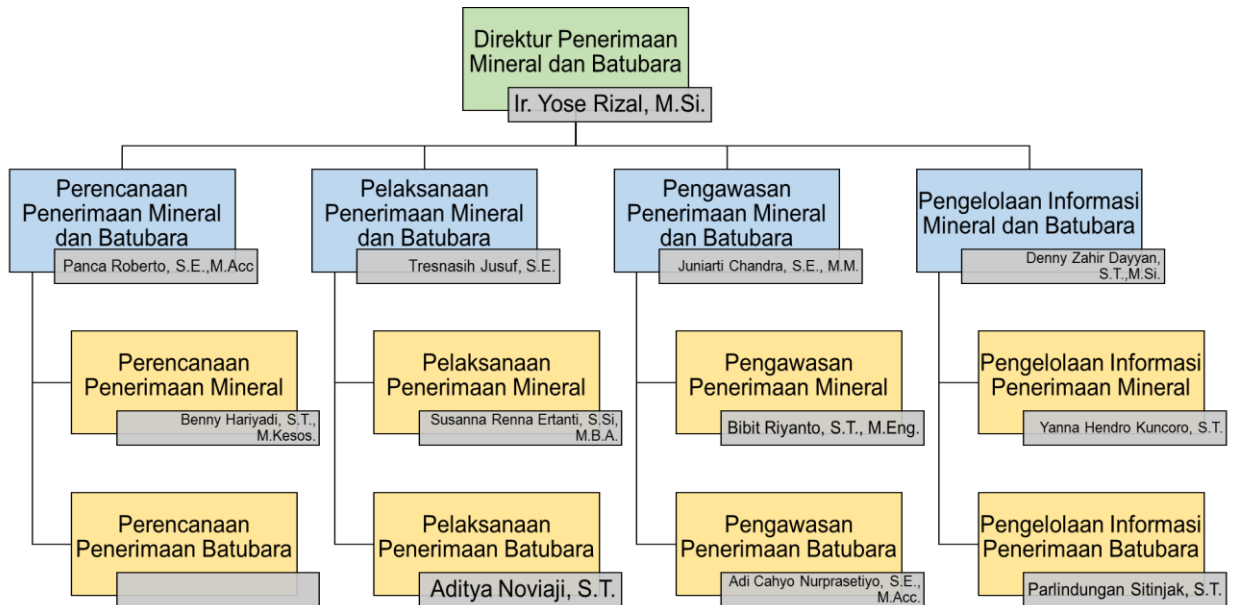 Direktur Penerimaan
Mineral dan Batubara
Ir. Yose Rizal, M.Si.
Perencanaan
Penerimaan Mineral
dan Batubara
Panca Roberto, S.E.,M.Acc
Pelaksanaan
Penerimaan Mineral
dan Batubara
Tresnasih Jusuf, S.E.
Pengawasan
Penerimaan Mineral
dan Batubara
Juniarti Chandra, S.E., M.M.
Pengelolaan Informasi
Mineral dan Batubara
Denny Zahir Dayyan,
S.T.,M.Si.
Perencanaan
Penerimaan Mineral
Benny Hariyadi, S.T.,
M.Kesos.
Pelaksanaan
Penerimaan Mineral
Susanna Renna Ertanti, S.Si,
M.B.A.
Pengawasan
Penerimaan Mineral
Bibit Riyanto, S.T., M.Eng.
Pengelolaan Informasi
Penerimaan Mineral
Yanna Hendro Kuncoro, S.T.
Perencanaan
Penerimaan Batubara
Pelaksanaan
Penerimaan Batubara
Aditya Noviaji, S.T.
Pengawasan
Penerimaan Batubara
Adi Cahyo Nurprasetiyo, S.E.,
M.Acc.
Pengelolaan Informasi
Penerimaan Batubara
Parlindungan Sitinjak, S.T.